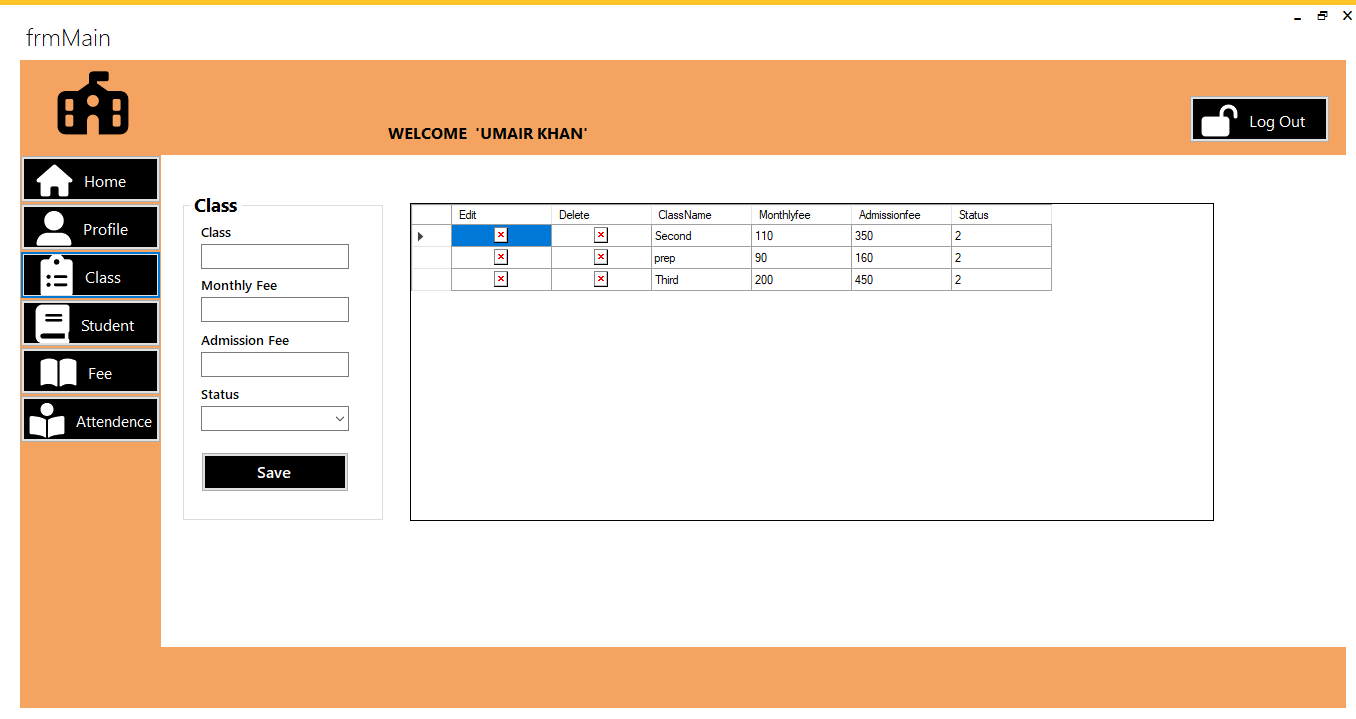 frmMain
WELCOME 'UMAIR KHAN'
Log Out
Home
Profile
Class
Student
Fee
Attendence
Class
Class
Monthly Fee
Admission Fee
Status
Save
Edit Delete ClassName Monthlyfee Admissionfee Status
Second 110 350 2
prep 90 160 2
Third 200 450 2